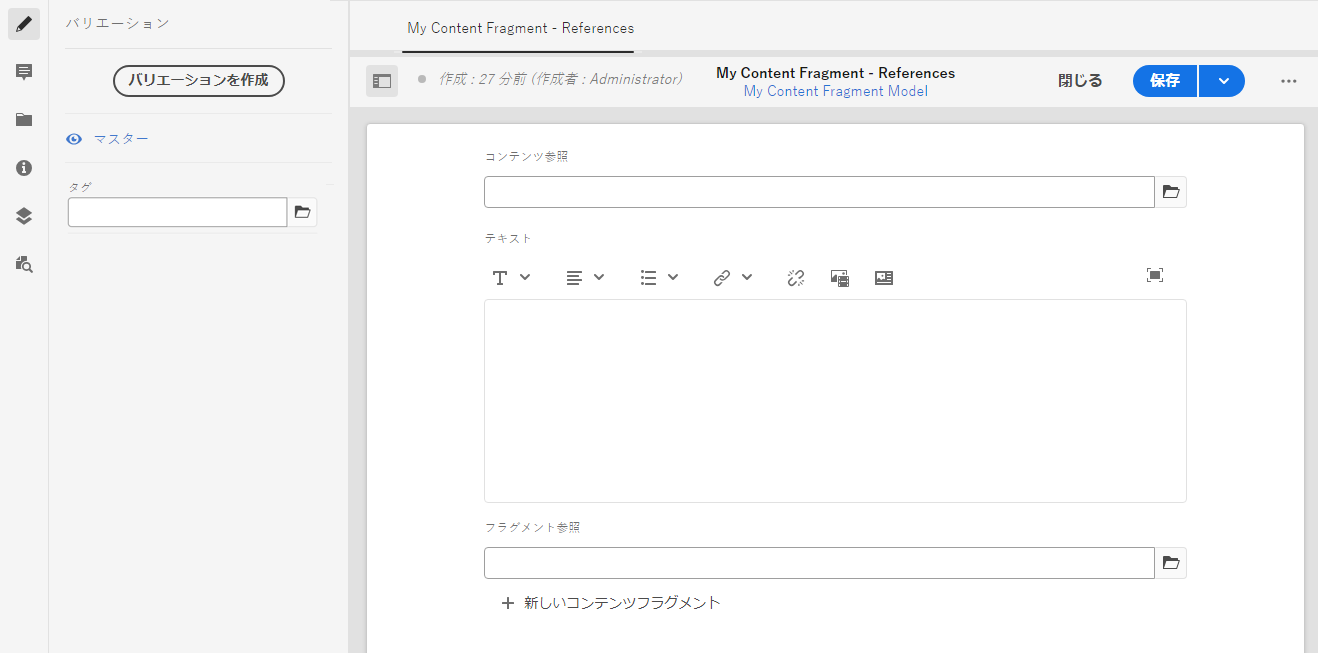 バリエーション
バリエーションを作成
マスター
タグ
My Content Fragment - References
作成 : 27 分前 (作成者 : Administrator)
My Content Fragment - References
My Content Fragment Model
閉じる
保存
コンテンツ参照
テキスト
フラグメント参照
新しいコンテンツフラグメント